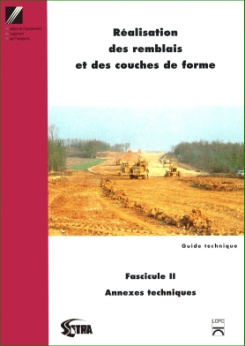 Réalisation
des remblais
et des couches de forme
Guide technique
Fascicule II
Annexes techniques
SETRA
LCPC